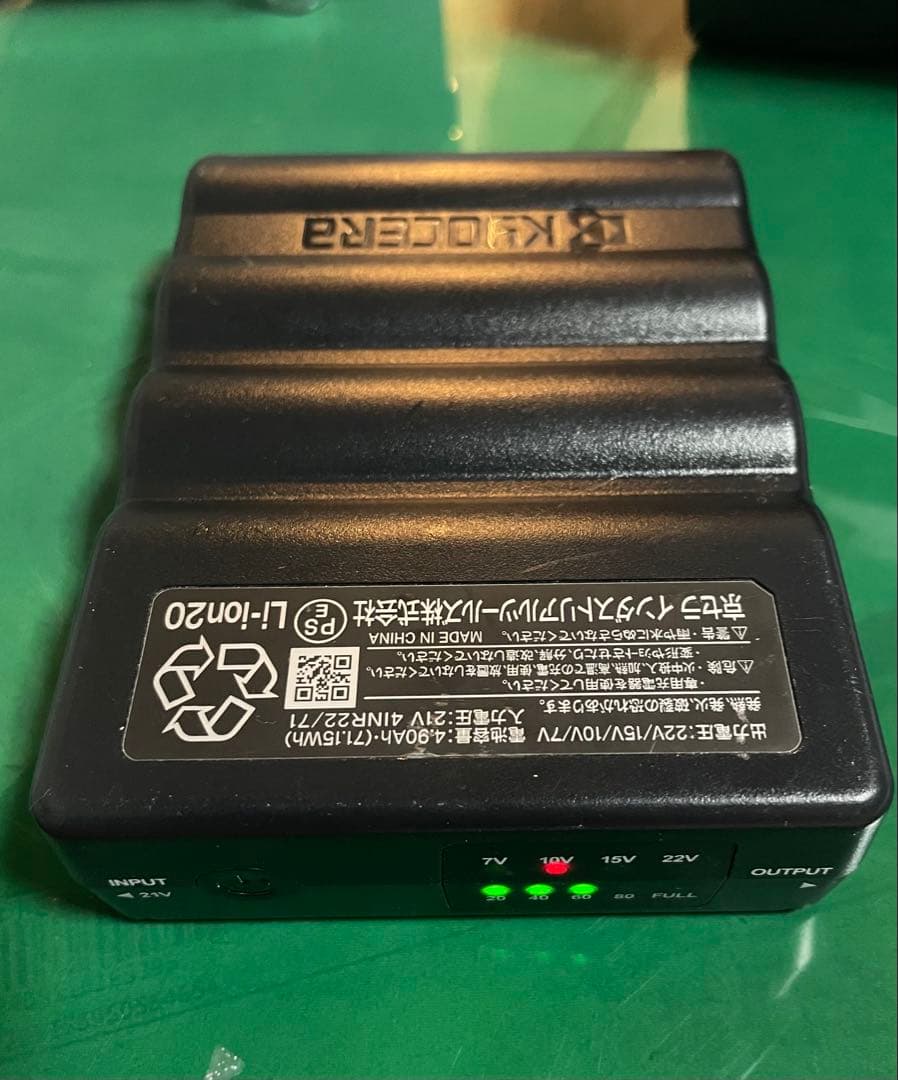 KYOCERA
京セラ インダストリアルツールズ株式会社 PSE Li-ion20
⚠警告・雨や水にぬらさないでください。 MADE IN CHINA
・変形やショートさせたり、分解、改造しないでください。
⚠危険・火中投入、加熱、高温での充電、使用、放置をしないでください。
・専用充電器を使用してください。
発熱、発火、破裂の恐れがあります。
入力電圧:21V 4INR22/71
出力電圧:22V/15V/10V/7V 電池容量:4.90Ah・(71.15Wh)
7V 10V 15V 22V
20 40 60 80 FULL
INPUT
◀ 21V
OUTPUT
▶